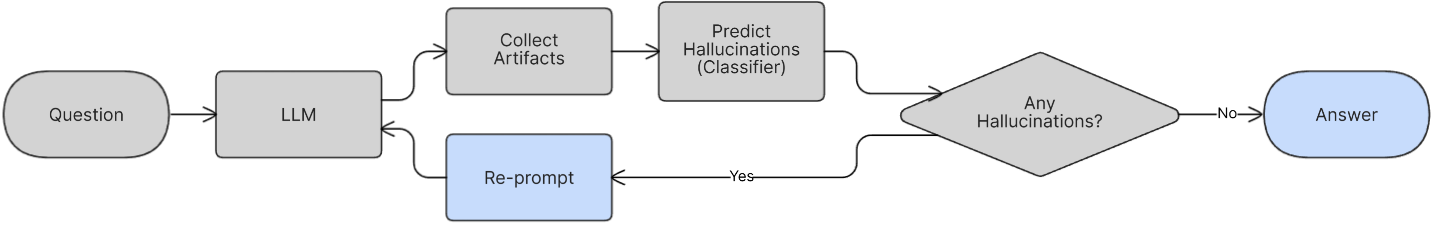 Question
LLM
Collect
Artifacts
Predict
Hallucinations
(Classifier)
Any
Hallucinations?
No
Answer
Yes
Re-prompt